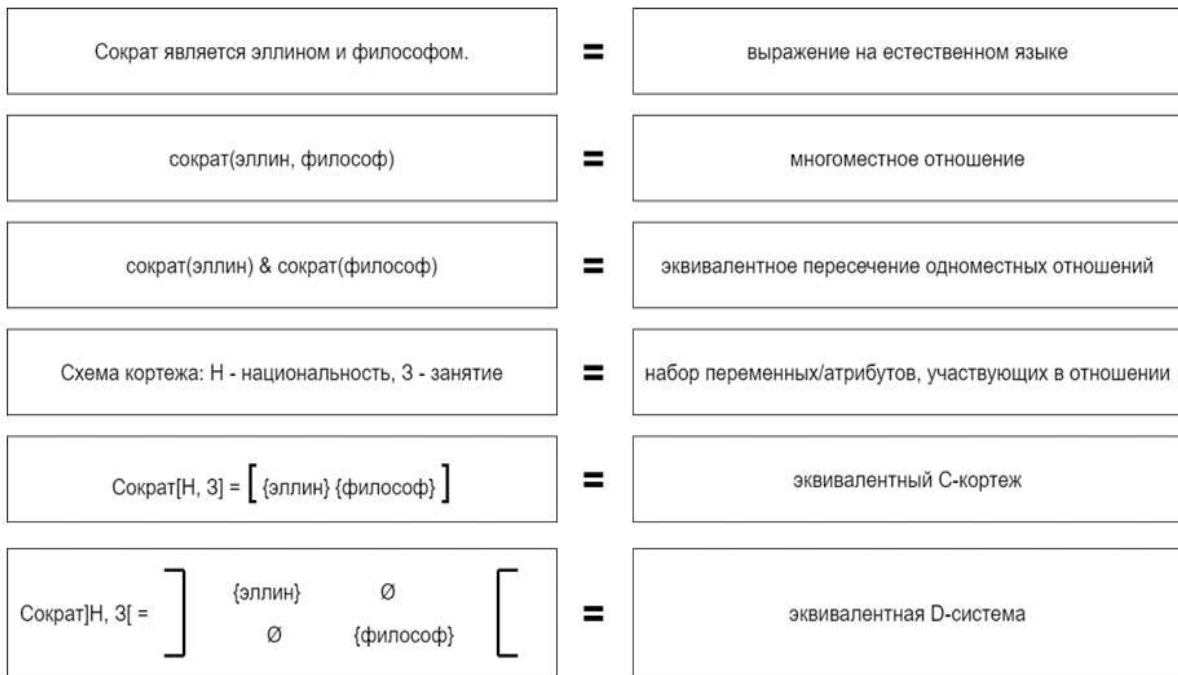 Сократ является эллином и философом. = выражение на естественном языке
сократ(эллин, философ) = многоместное отношение
сократ(эллин) & сократ(философ) = эквивалентное пересечение одноместных отношений
Схема кортежа: Н - национальность, З - занятие = набор переменных/атрибутов, участвующих в отношении
Сократ[Н, З] = [ {эллин} {философ} ] = эквивалентный С-кортеж
{эллин} Ø
Сократ]Н, З[ = ] [ = эквивалентная D-система
Ø {философ}